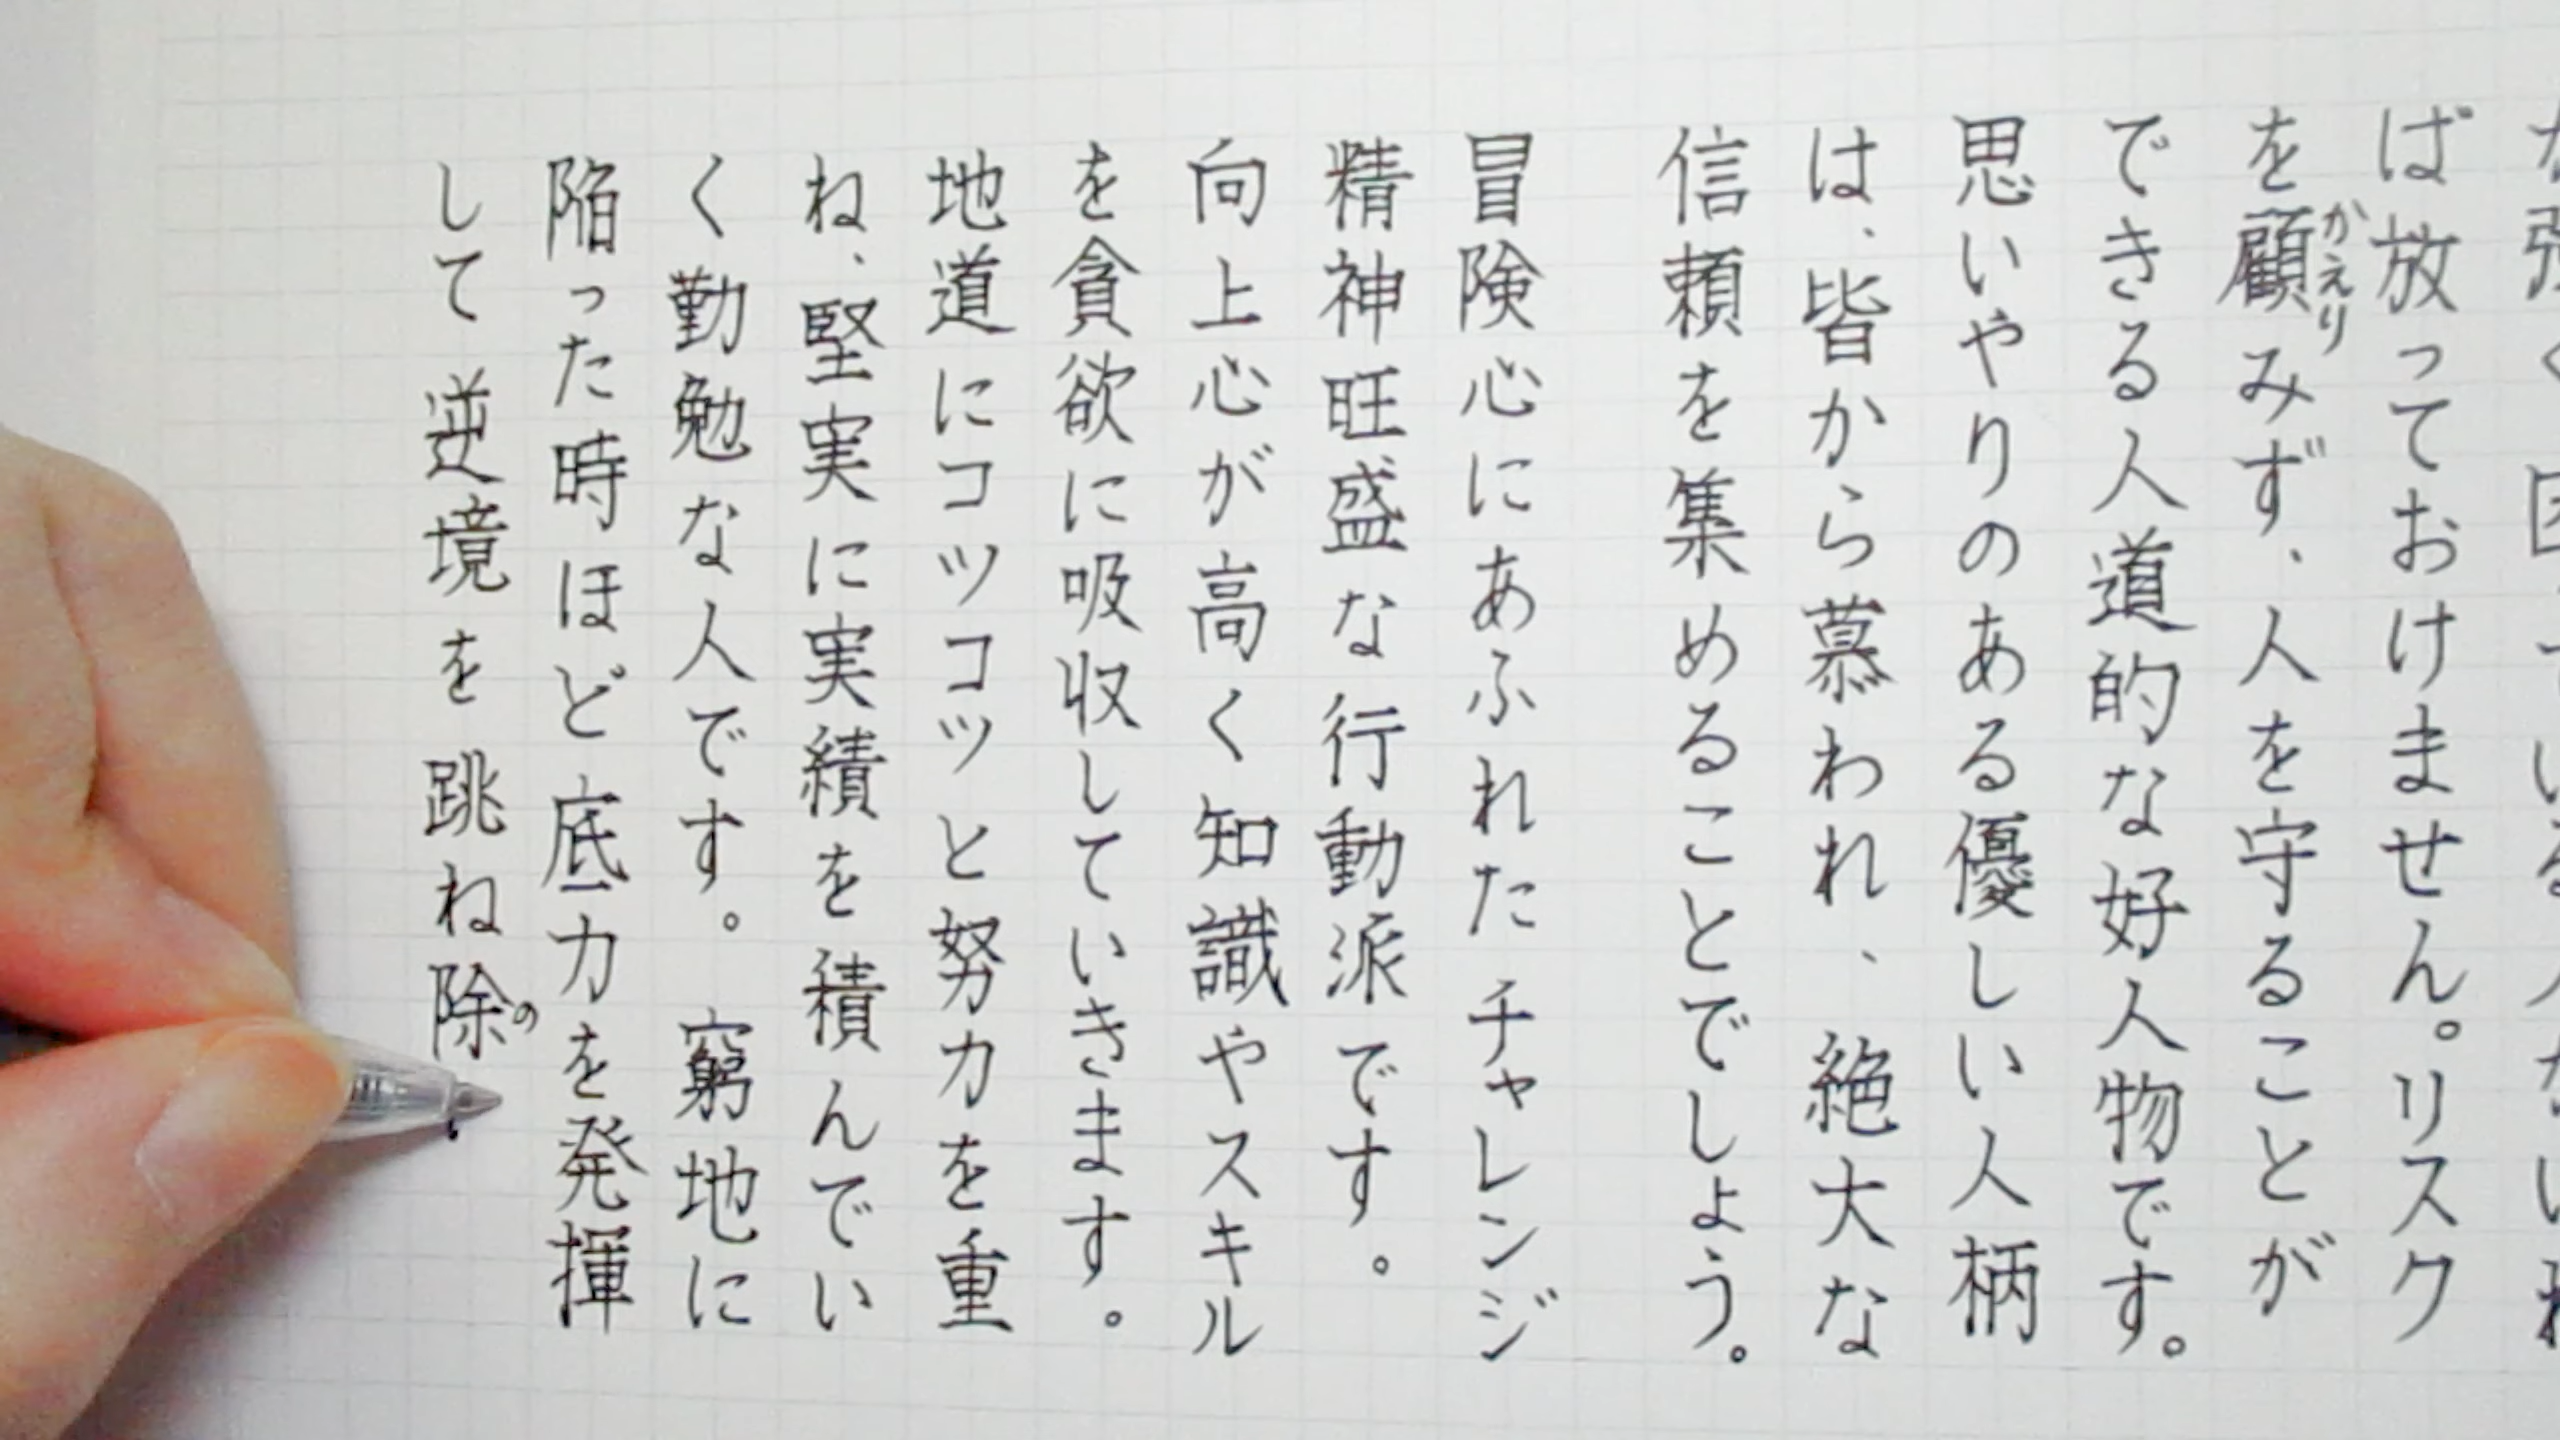 ば放っておけません。リスク
を顧みず、人を守ることが
かえり
できる人道的な好人物です。
思いやりのある優しい人柄
は、皆から慕われ、絶大な
信頼を集めることでしょう。
冒険心にあふれたチャレンジ
精神旺盛な行動派です。
向上心が高く知識やスキル
を貪欲に吸収していきます。
地道にコツコツと努力を重
ね、堅実に実績を積んでい
く勤勉な人です。窮地に
陥った時ほど底力を発揮
して逆境を跳ね除
の